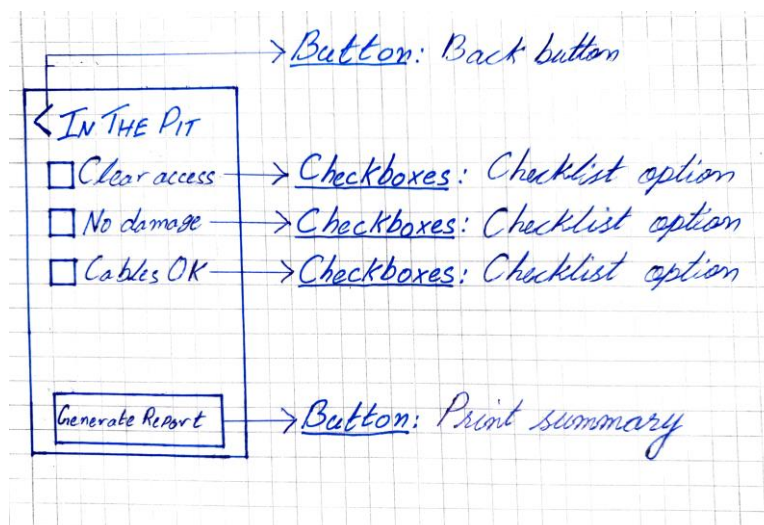 Button: Back button
IN THE PIT
Clear access Checkboxes: Checklist option
No damage Checkboxes: Checklist option
Cables OK Checkboxes: Checklist option
Generate Report Button: Print summary